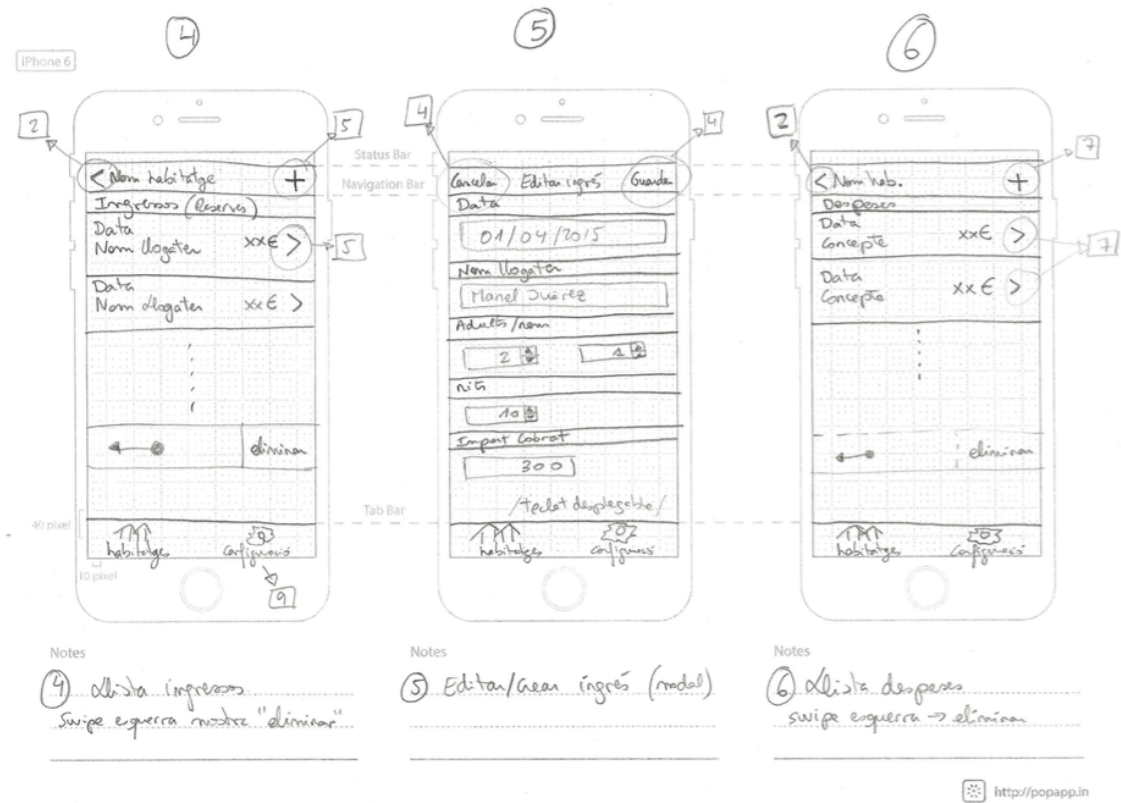 4
5
6
iPhone 6
2
5
4
4
2
7
Status Bar
Navigation Bar
< Nom habitatge +
Ingressos (Reserves)
Data
Nom llogater xx€ >
5
Data
Nom llogater xx€ >
eliminar
habitatges
Configuració
9
40 pixel
10 pixel
Tab Bar
Cancelar Editar ingrés Guardar
Data
01/04/2015
Nom llogater
Manel Juárez
Adults/nens
2 1
nits
10
Import Cobrat
300
/teclat desplegable/
habitatges
Configuració
< Nom hab. +
Despeses
Data
Concepte xx€ >
7
Data
Concepte xx€ >
eliminar
habitatges
Configuració
Notes
4 Llista ingressos
swipe esquerra mostra "eliminar"
Notes
5 Editar/Crear ingrés (modal)
Notes
6 Llista despeses
swipe esquerra → eliminar
http://popapp.in